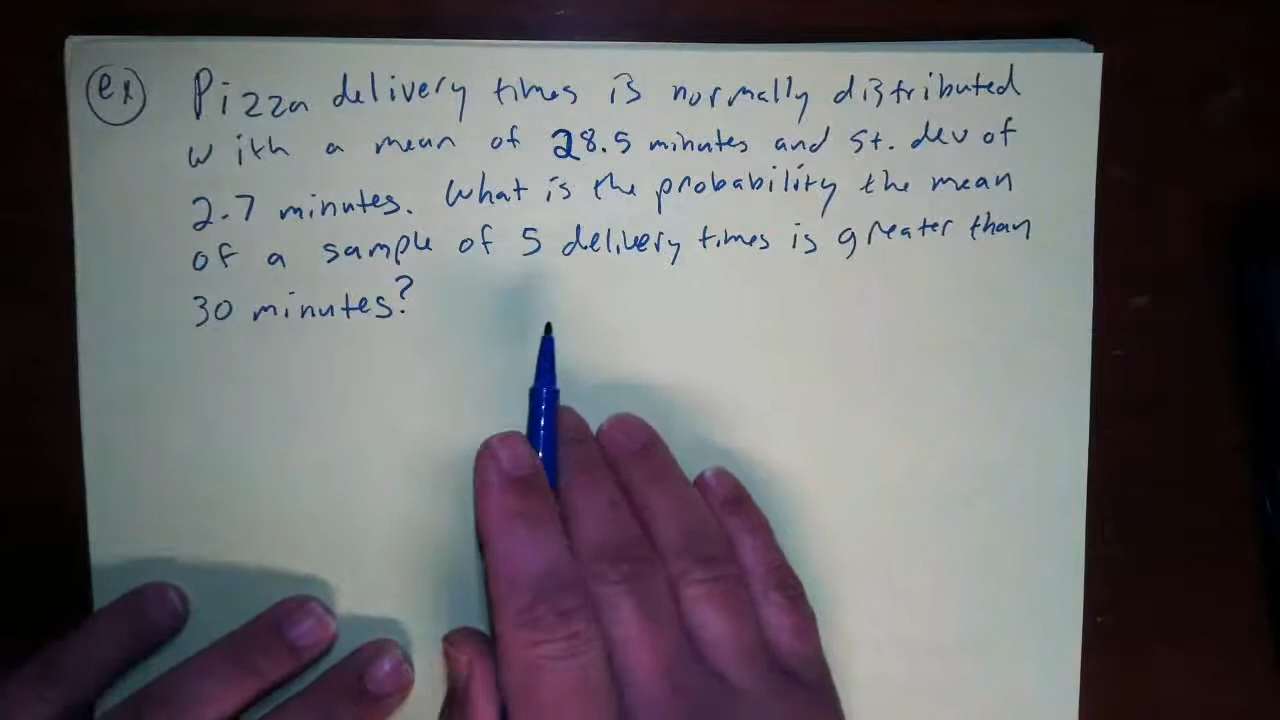 ex Pizza delivery times is normally distributed
with a mean of 28.5 minutes and st. dev of
2.7 minutes. What is the probability the mean
of a sample of 5 delivery times is greater than
30 minutes?